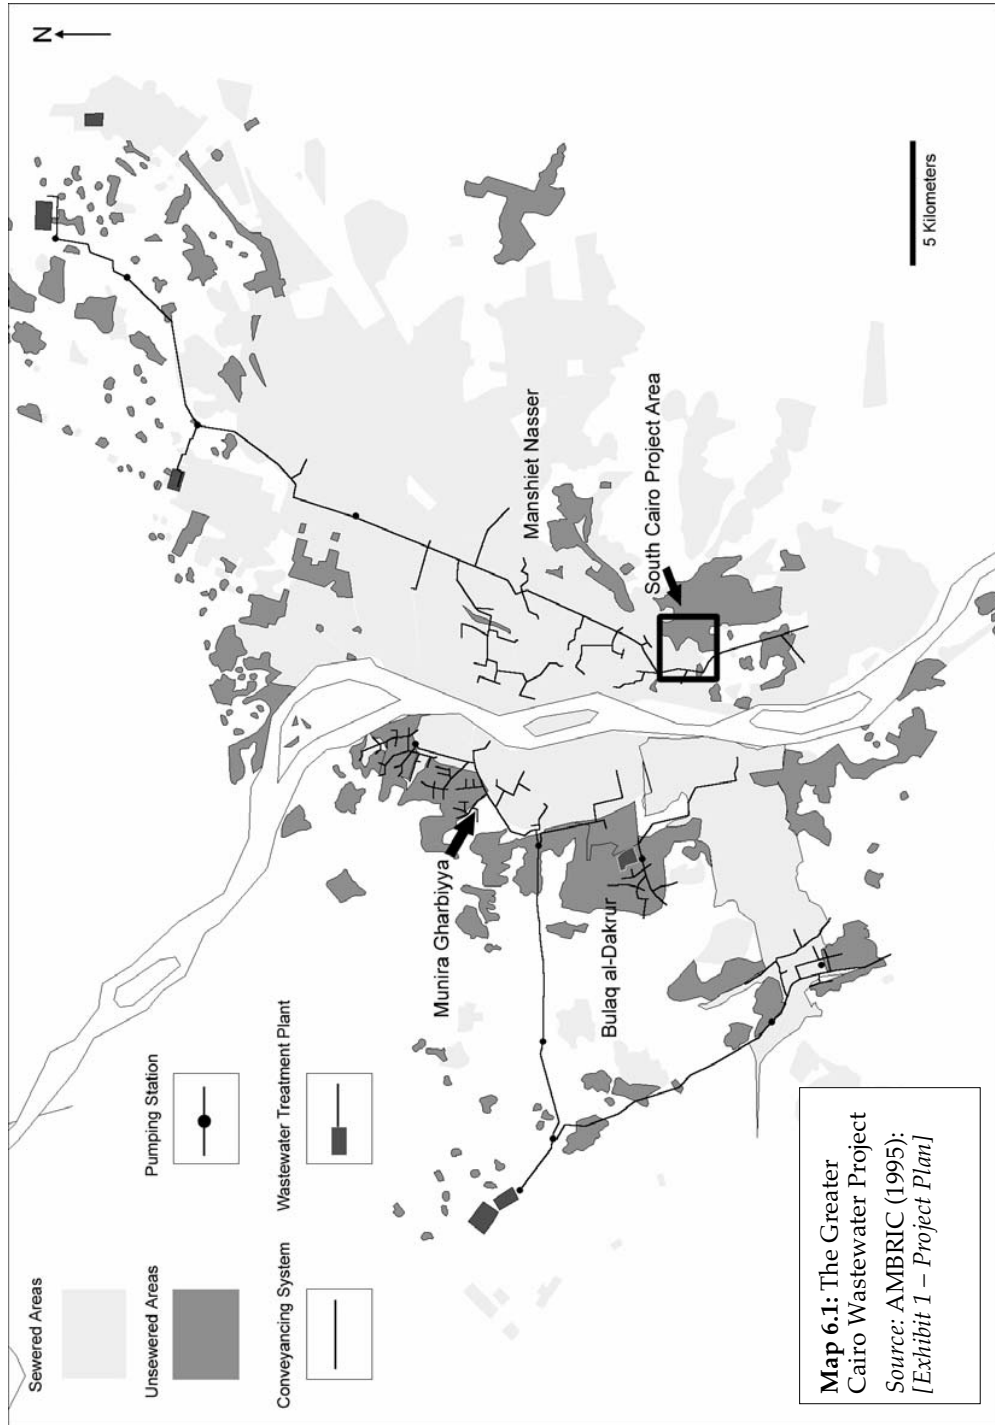 N
Sewered Areas
Unsewered Areas
Conveyancing System
Pumping Station
Wastewater Treatment Plant
Munira Gharbiyya
Bulaq al-Dakrur
Manshiet Nasser
South Cairo Project Area
5 Kilometers
Map 6.1: The Greater
Cairo Wastewater Project
Source: AMBRIC (1995):
[Exhibit 1 – Project Plan]